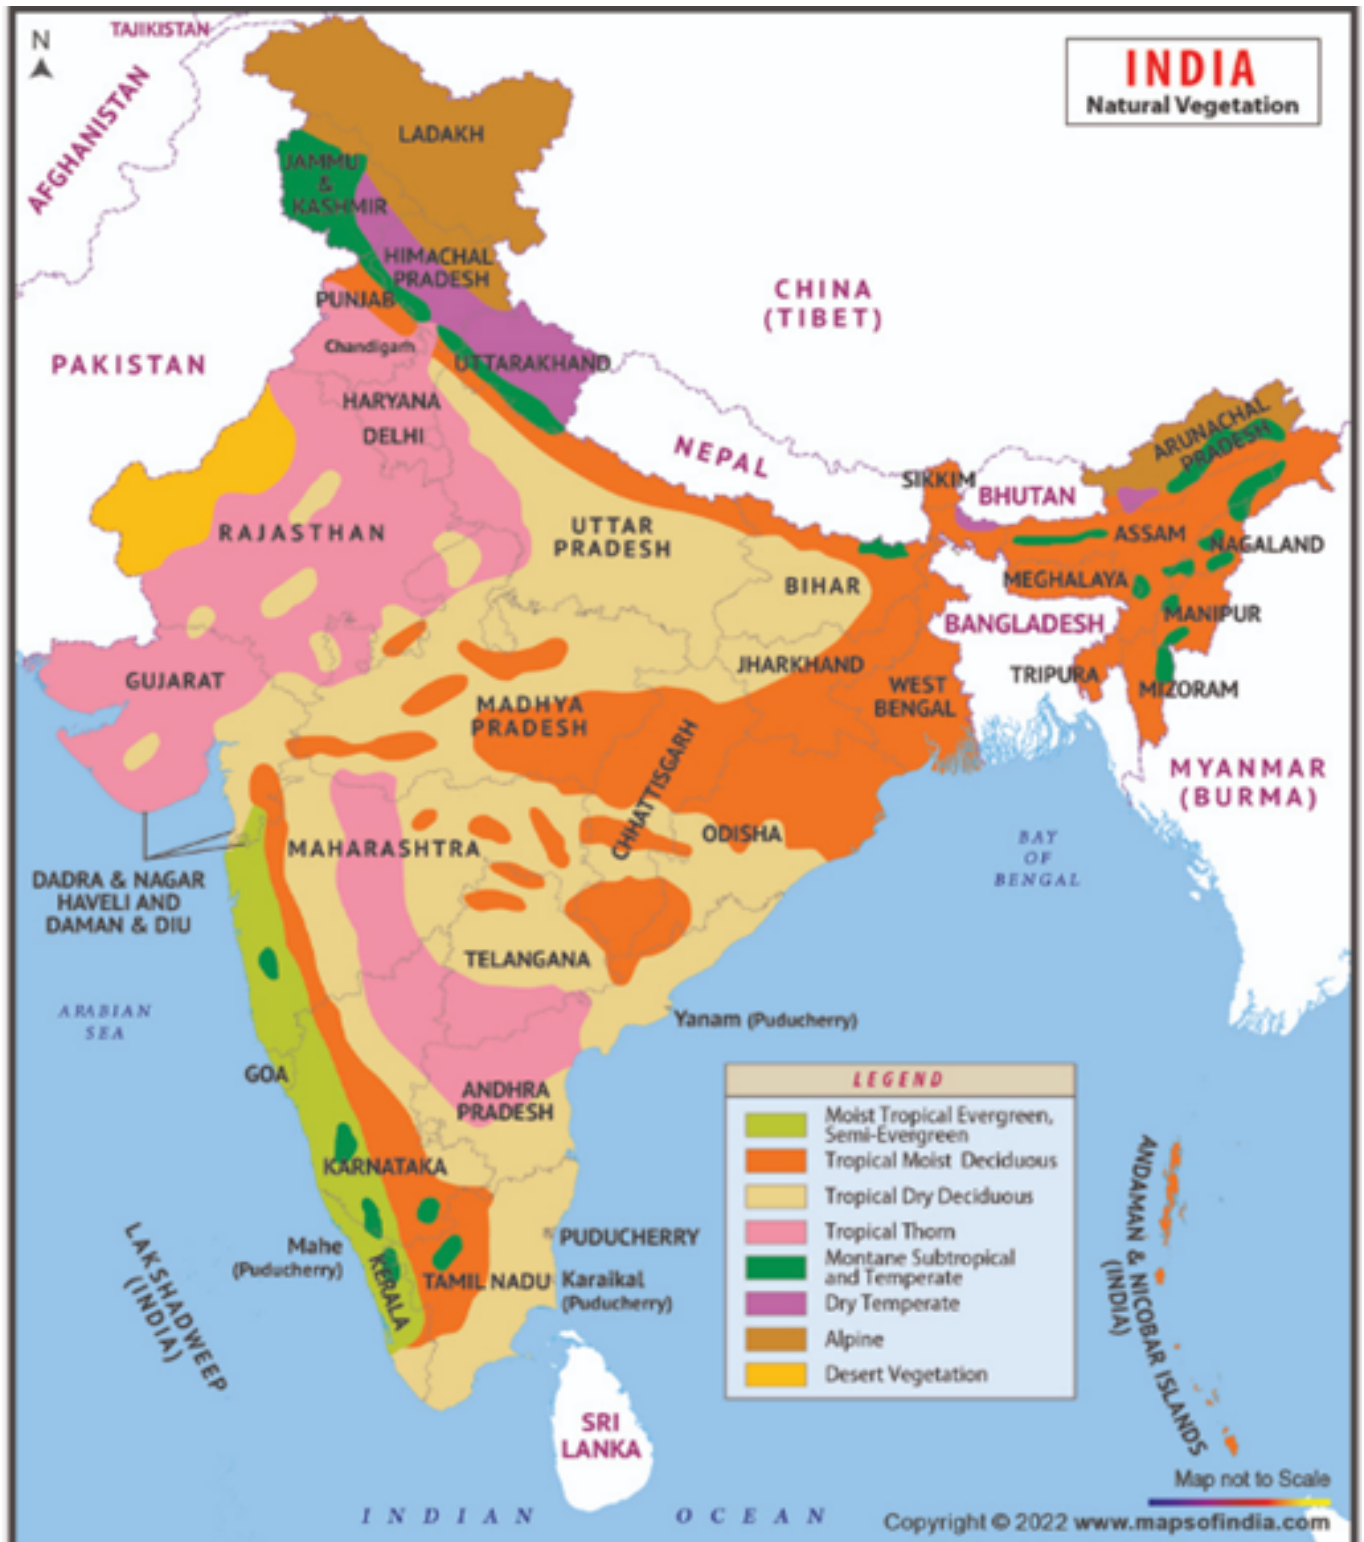 TAJIKISTAN
N
INDIA
Natural Vegetation
AFGHANISTAN
LADAKH
JAMMU
&
KASHMIR
HIMACHAL
PRADESH
PUNJAB
CHINA
(TIBET)
Chandigarh
PAKISTAN
UTTARAKHAND
HARYANA
DELHI
NEPAL
ARUNACHAL
PRADESH
SIKKIM
BHUTAN
RAJASTHAN
UTTAR
PRADESH
ASSAM
NAGALAND
BIHAR
MEGHALAYA
BANGLADESH
MANIPUR
GUJARAT
JHARKHAND
TRIPURA
MIZORAM
WEST
BENGAL
MADHYA
PRADESH
CHHATTISGARH
MYANMAR
(BURMA)
MAHARASHTRA
ODISHA
BAY
OF
BENGAL
DADRA & NAGAR
HAVELI AND
DAMAN & DIU
TELANGANA
ARABIAN
SEA
Yanam (Puducherry)
GOA
ANDHRA
PRADESH
LEGEND
Moist Tropical Evergreen,
Semi-Evergreen
Tropical Moist Deciduous
Tropical Dry Deciduous
Tropical Thorn
Montane Subtropical
and Temperate
Dry Temperate
Alpine
Desert Vegetation
KARNATAKA
Mahe
(Puducherry)
KERALA
TAMIL NADU
PUDUCHERRY
Karaikal
(Puducherry)
LAKSHADWEEP
(INDIA)
ANDAMAN & NICOBAR ISLANDS
(INDIA)
SRI
LANKA
Map not to Scale
INDIAN OCEAN
Copyright © 2022 www.mapsofindia.com